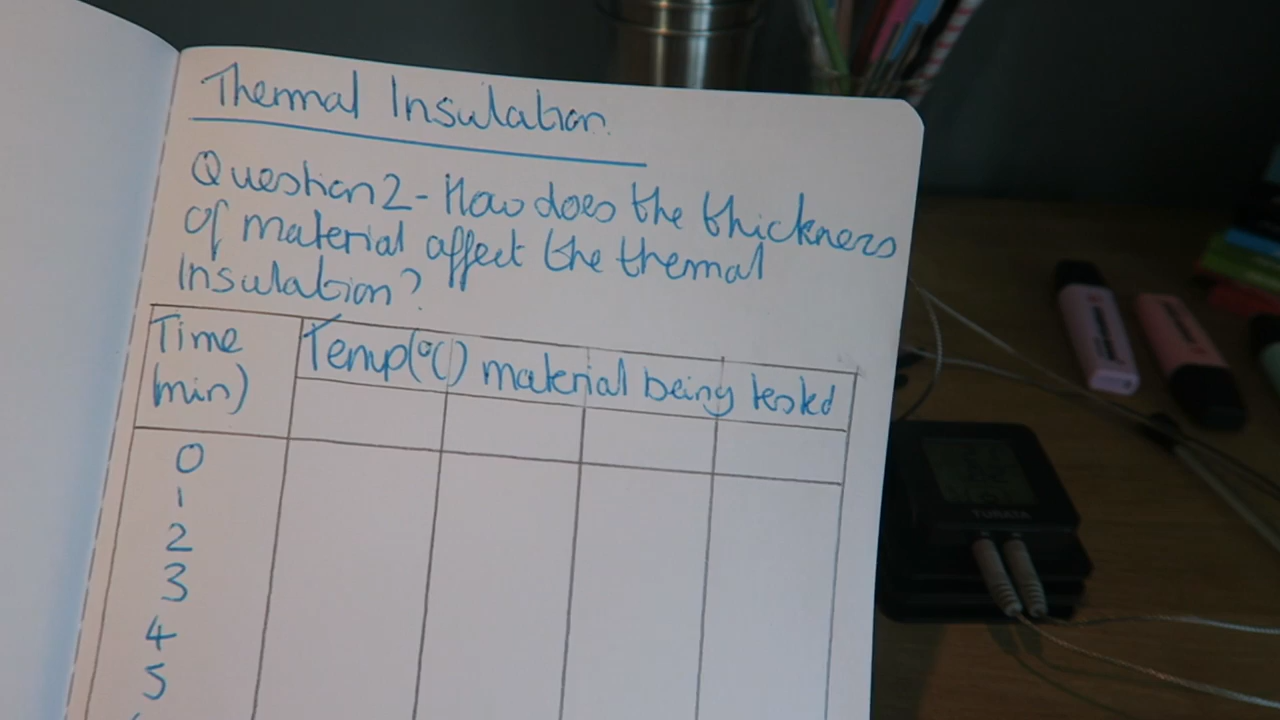 Thermal Insulation.
Question 2 - How does the thickness
of material affect the thermal
Insulation?
Time
(min)
Temp(°C) material being tested
0
1
2
3
4
5
TURATA